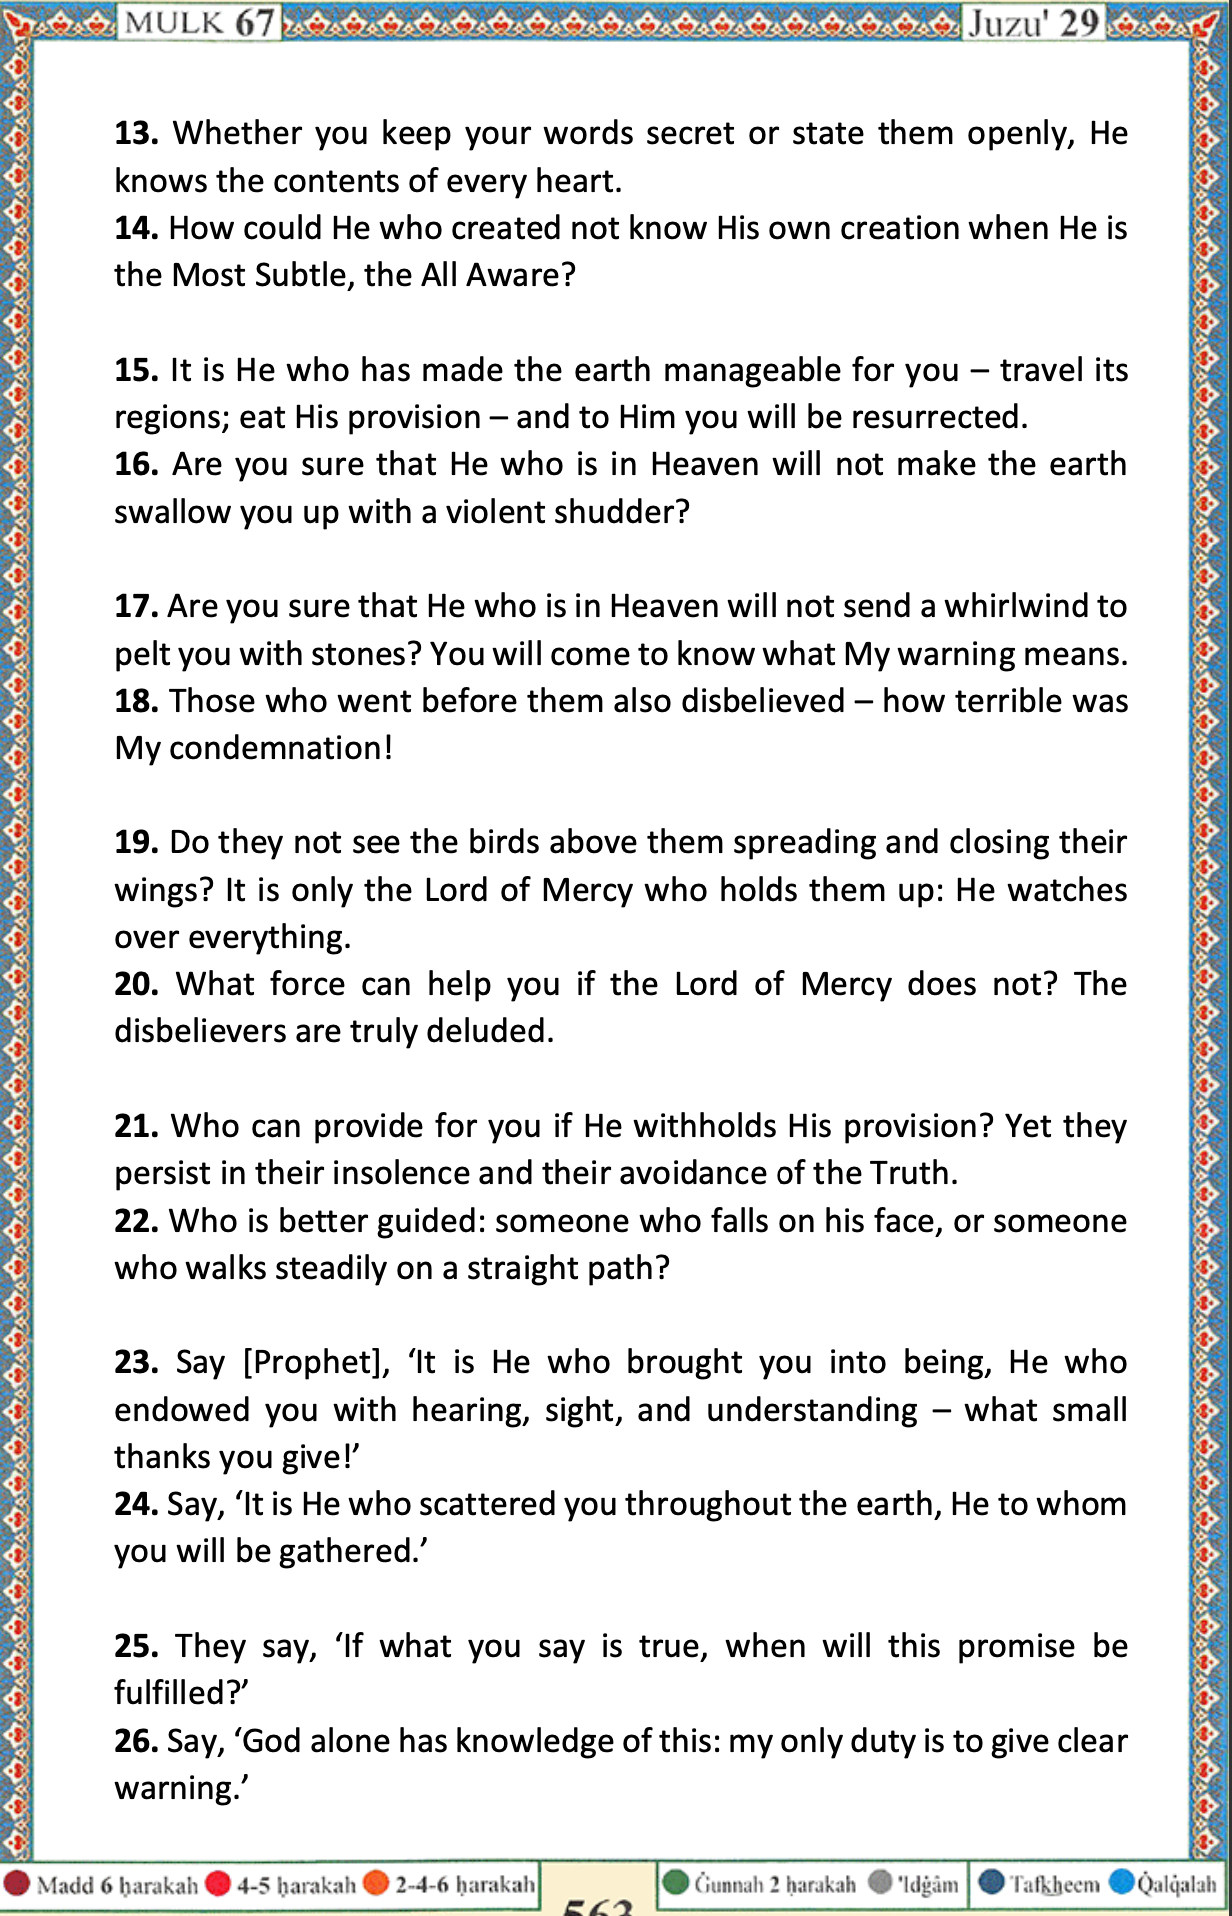 MULK 67
Juzu' 29
13. Whether you keep your words secret or state them openly, He
knows the contents of every heart.
14. How could He who created not know His own creation when He is
the Most Subtle, the All Aware?
15. It is He who has made the earth manageable for you – travel its
regions; eat His provision – and to Him you will be resurrected.
16. Are you sure that He who is in Heaven will not make the earth
swallow you up with a violent shudder?
17. Are you sure that He who is in Heaven will not send a whirlwind to
pelt you with stones? You will come to know what My warning means.
18. Those who went before them also disbelieved – how terrible was
My condemnation!
19. Do they not see the birds above them spreading and closing their
wings? It is only the Lord of Mercy who holds them up: He watches
over everything.
20. What force can help you if the Lord of Mercy does not? The
disbelievers are truly deluded.
21. Who can provide for you if He withholds His provision? Yet they
persist in their insolence and their avoidance of the Truth.
22. Who is better guided: someone who falls on his face, or someone
who walks steadily on a straight path?
23. Say [Prophet], ‘It is He who brought you into being, He who
endowed you with hearing, sight, and understanding – what small
thanks you give!’
24. Say, ‘It is He who scattered you throughout the earth, He to whom
you will be gathered.’
25. They say, ‘If what you say is true, when will this promise be
fulfilled?’
26. Say, ‘God alone has knowledge of this: my only duty is to give clear
warning.’
Madd 6 ḥarakah 4-5 ḥarakah 2-4-6 ḥarakah
563
Ġunnah 2 ḥarakah 'Idġâm Tafk͟heem Q̇alq̇alah